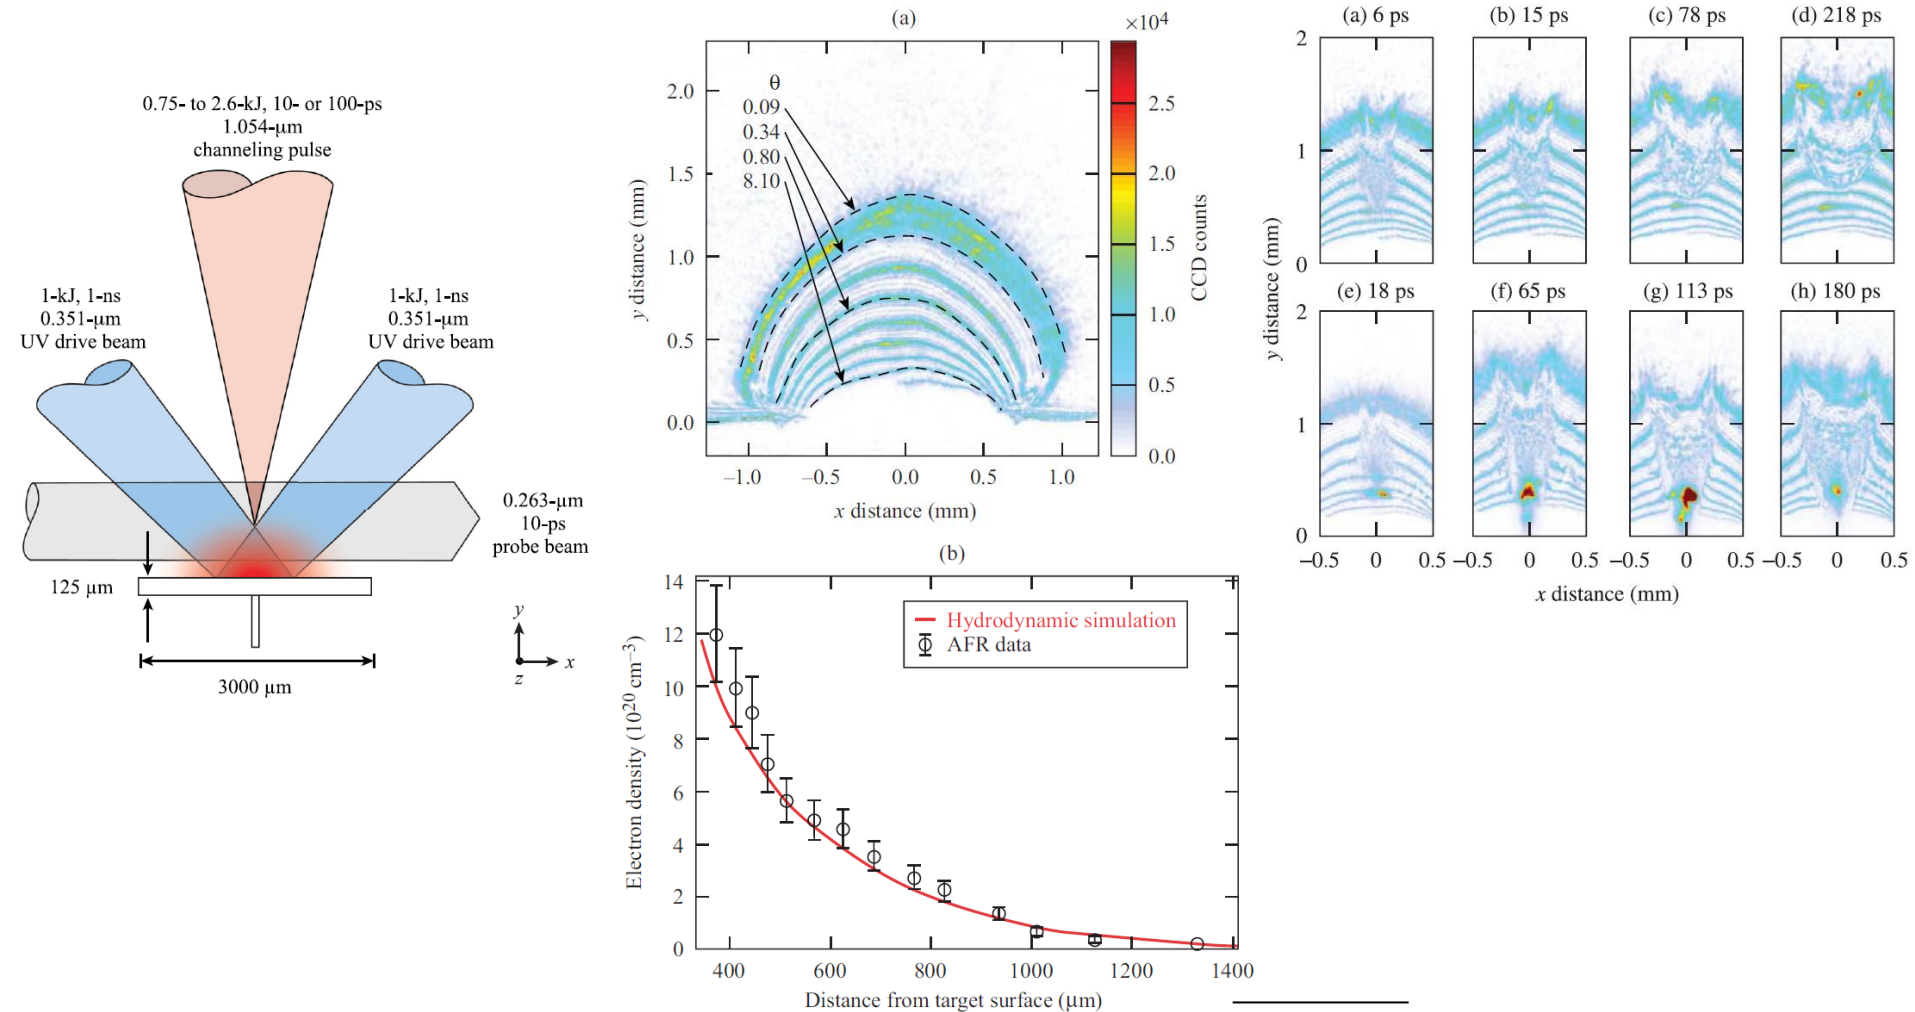 0.75- to 2.6-kJ, 10- or 100-ps
1.054-μm
channeling pulse
1-kJ, 1-ns
0.351-μm
UV drive beam
1-kJ, 1-ns
0.351-μm
UV drive beam
0.263-μm
10-ps
probe beam
125 μm
3000 μm
y
x
z
(a)
×10⁴
θ
0.09
0.34
0.80
8.10
2.0
1.5
1.0
0.5
0.0
y distance (mm)
−1.0 −0.5 0.0 0.5 1.0
x distance (mm)
2.5
2.0
1.5
1.0
0.5
0.0
CCD counts
(b)
14
12
10
8
6
4
2
0
Electron density (10²⁰ cm⁻³)
Hydrodynamic simulation
AFR data
400 600 800 1000 1200 1400
Distance from target surface (μm)
(a) 6 ps (b) 15 ps (c) 78 ps (d) 218 ps
2
1
0
(e) 18 ps (f) 65 ps (g) 113 ps (h) 180 ps
2
1
0
y distance (mm)
−0.5 0 0.5 −0.5 0 0.5 −0.5 0 0.5 −0.5 0 0.5
x distance (mm)